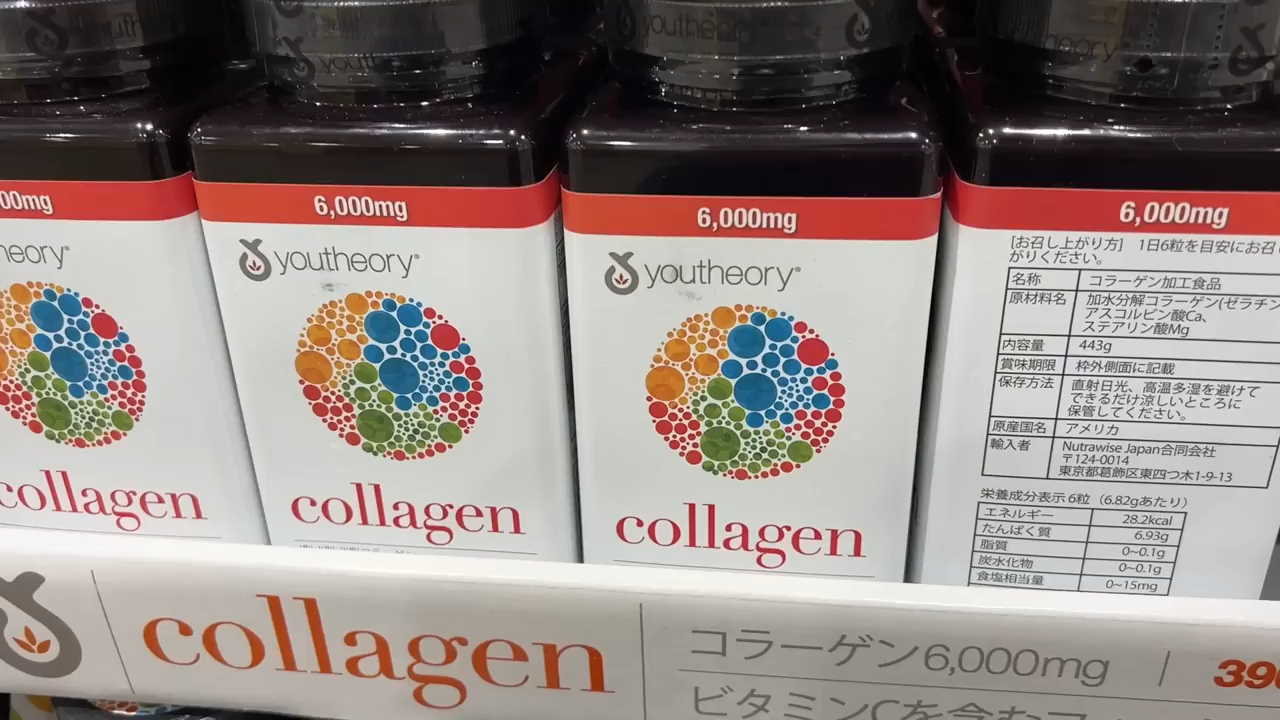 youtheory
youtheory
youtheory
6,000mg
youtheory®
collagen
6,000mg
youtheory®
collagen
collagen
6,000mg
[お召し上がり方] 1日6粒を目安にお召し
がりください。
名称 コラーゲン加工食品
原材料名 加水分解コラーゲン(ゼラチン
アスコルビン酸Ca、
ステアリン酸Mg
内容量 443g
賞味期限 枠外側面に記載
保存方法 直射日光、高温多湿を避けて
できるだけ涼しいところに
保管してください。
原産国名 アメリカ
輸入者 Nutrawise Japan合同会社
〒124-0014
東京都葛飾区東四つ木1-9-13
栄養成分表示 6粒（6.82gあたり）
エネルギー 28.2kcal
たんぱく質 6.93g
脂質 0~0.1g
炭水化物 0~0.1g
食塩相当量 0~15mg
collagen
コラーゲン6,000mg | 390
ビタミンCを含む